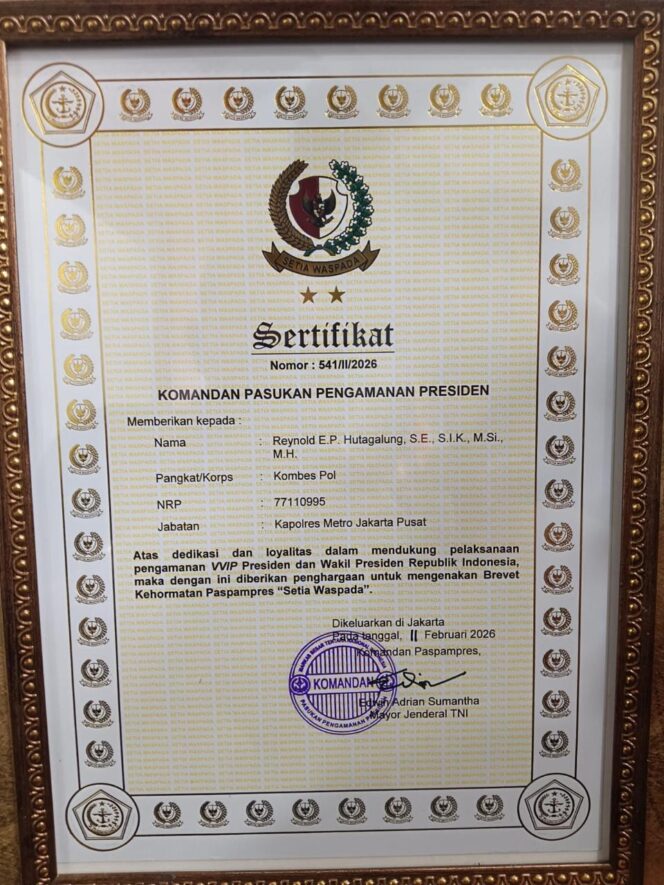 SETIA WASPADA
Sertifikat
Nomor : 541/II/2026
KOMANDAN PASUKAN PENGAMANAN PRESIDEN
Memberikan kepada :
Nama : Reynold E.P. Hutagalung, S.E., S.I.K., M.Si.,
M.H.
Pangkat/Korps : Kombes Pol
NRP : 77110995
Jabatan : Kapolres Metro Jakarta Pusat
Atas dedikasi dan loyalitas dalam mendukung pelaksanaan
pengamanan VVIP Presiden dan Wakil Presiden Republik Indonesia,
maka dengan ini diberikan penghargaan untuk mengenakan Brevet
Kehormatan Paspampres “Setia Waspada”.
Dikeluarkan di Jakarta
Pada tanggal, 11 Februari 2026
Komandan Paspampres,
KOMANDAN
PASUKAN PENGAMANAN
Edwin Adrian Sumantha
Mayor Jenderal TNI